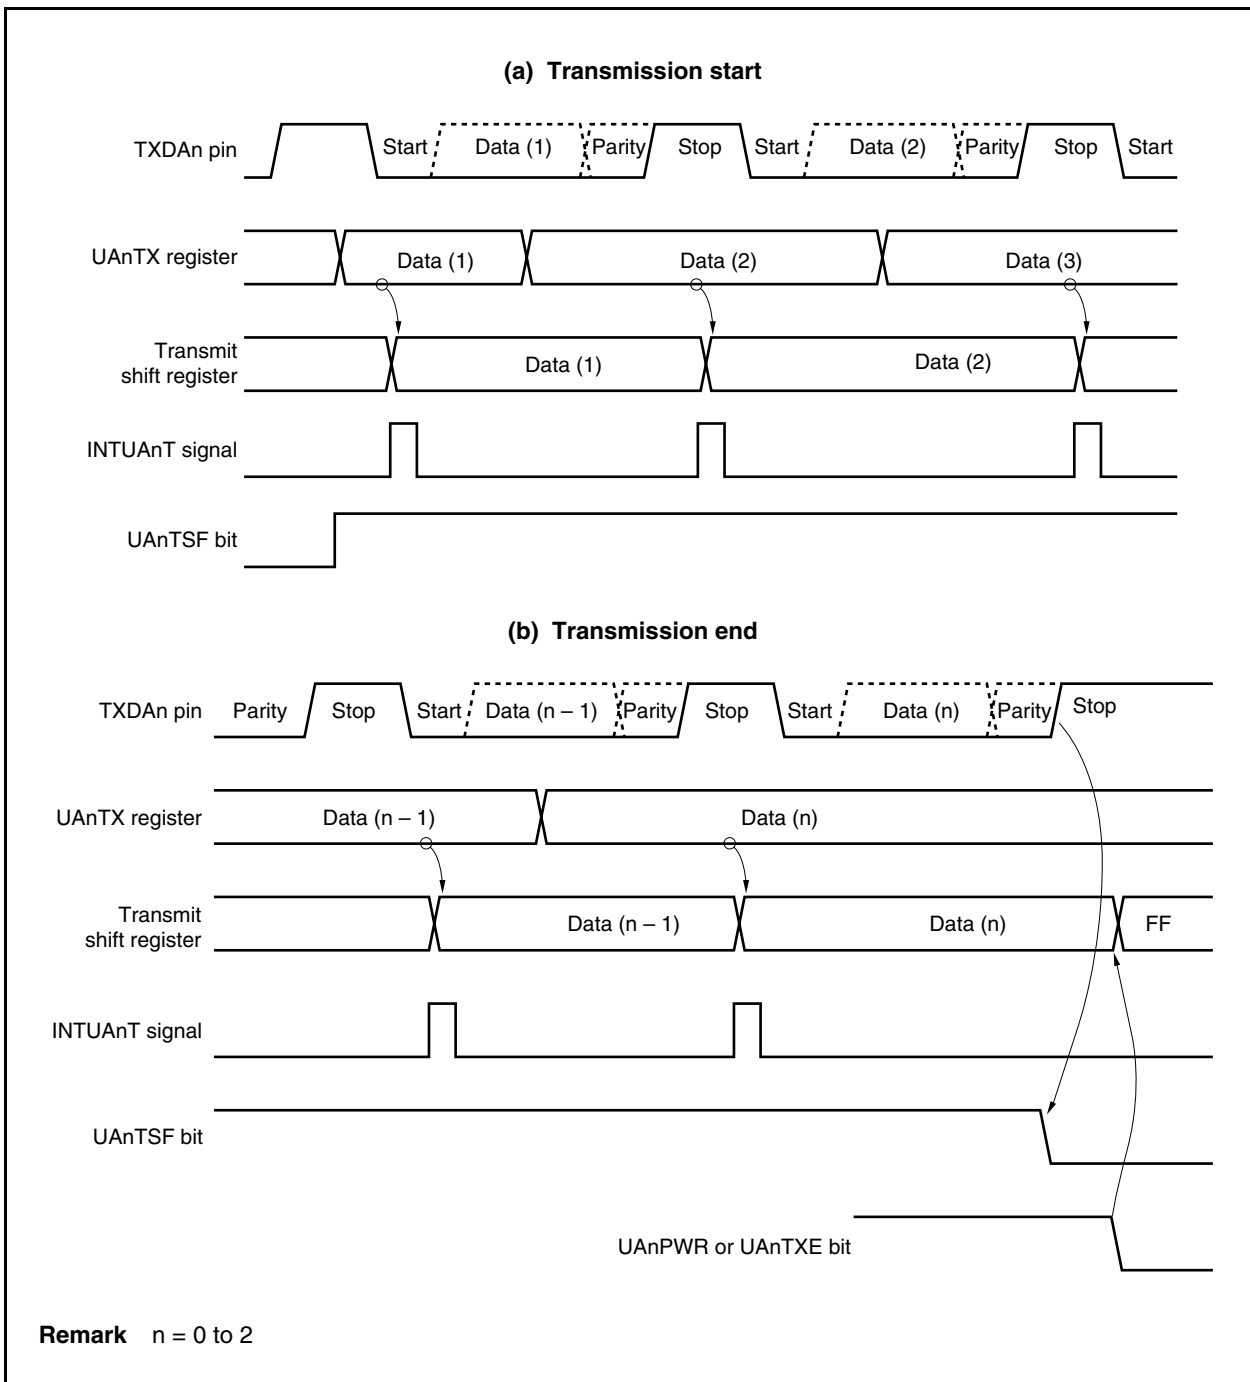 (a) Transmission start
TXDAn pin
Start
Data (1)
Parity
Stop
Start
Data (2)
Parity
Stop
Start
UAnTX register
Data (1)
Data (2)
Data (3)
Transmit
shift register
Data (1)
Data (2)
INTUAnT signal
UAnTSF bit
(b) Transmission end
TXDAn pin
Parity
Stop
Start
Data (n – 1)
Parity
Stop
Start
Data (n)
Parity
Stop
UAnTX register
Data (n – 1)
Data (n)
Transmit
shift register
Data (n – 1)
Data (n)
FF
INTUAnT signal
UAnTSF bit
UAnPWR or UAnTXE bit
Remark n = 0 to 2